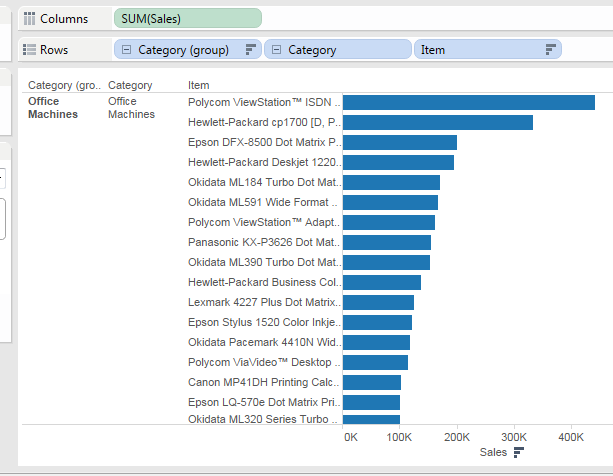 Columns SUM(Sales)
Rows Category (group) Category Item
Category (gro.. Category Item
Office Machines Office Machines Polycom ViewStation™ ISDN ..
Hewlett-Packard cp1700 [D, P..
Epson DFX-8500 Dot Matrix P..
Hewlett-Packard Deskjet 1220..
Okidata ML184 Turbo Dot Mat..
Okidata ML591 Wide Format ..
Polycom ViewStation™ Adapt..
Panasonic KX-P3626 Dot Mat..
Okidata ML390 Turbo Dot Mat..
Hewlett-Packard Business Col..
Lexmark 4227 Plus Dot Matrix..
Epson Stylus 1520 Color Inkje..
Okidata Pacemark 4410N Wid..
Polycom ViaVideo™ Desktop ..
Canon MP41DH Printing Calc..
Epson LQ-570e Dot Matrix Pri..
Okidata ML320 Series Turbo ..
0K 100K 200K 300K 400K
Sales